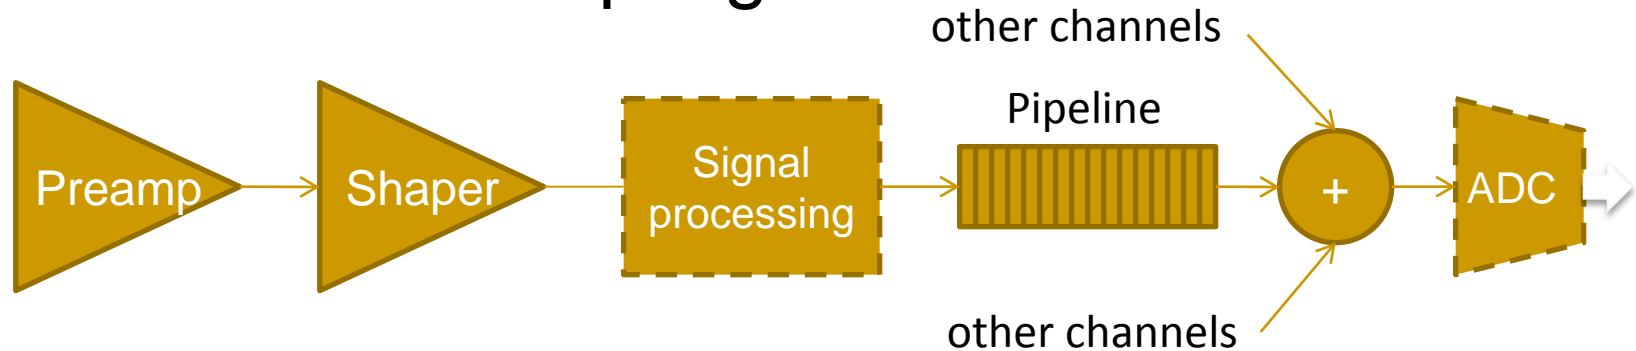 other channels
Pipeline
Preamp
Shaper
Signal
processing
+
ADC
other channels